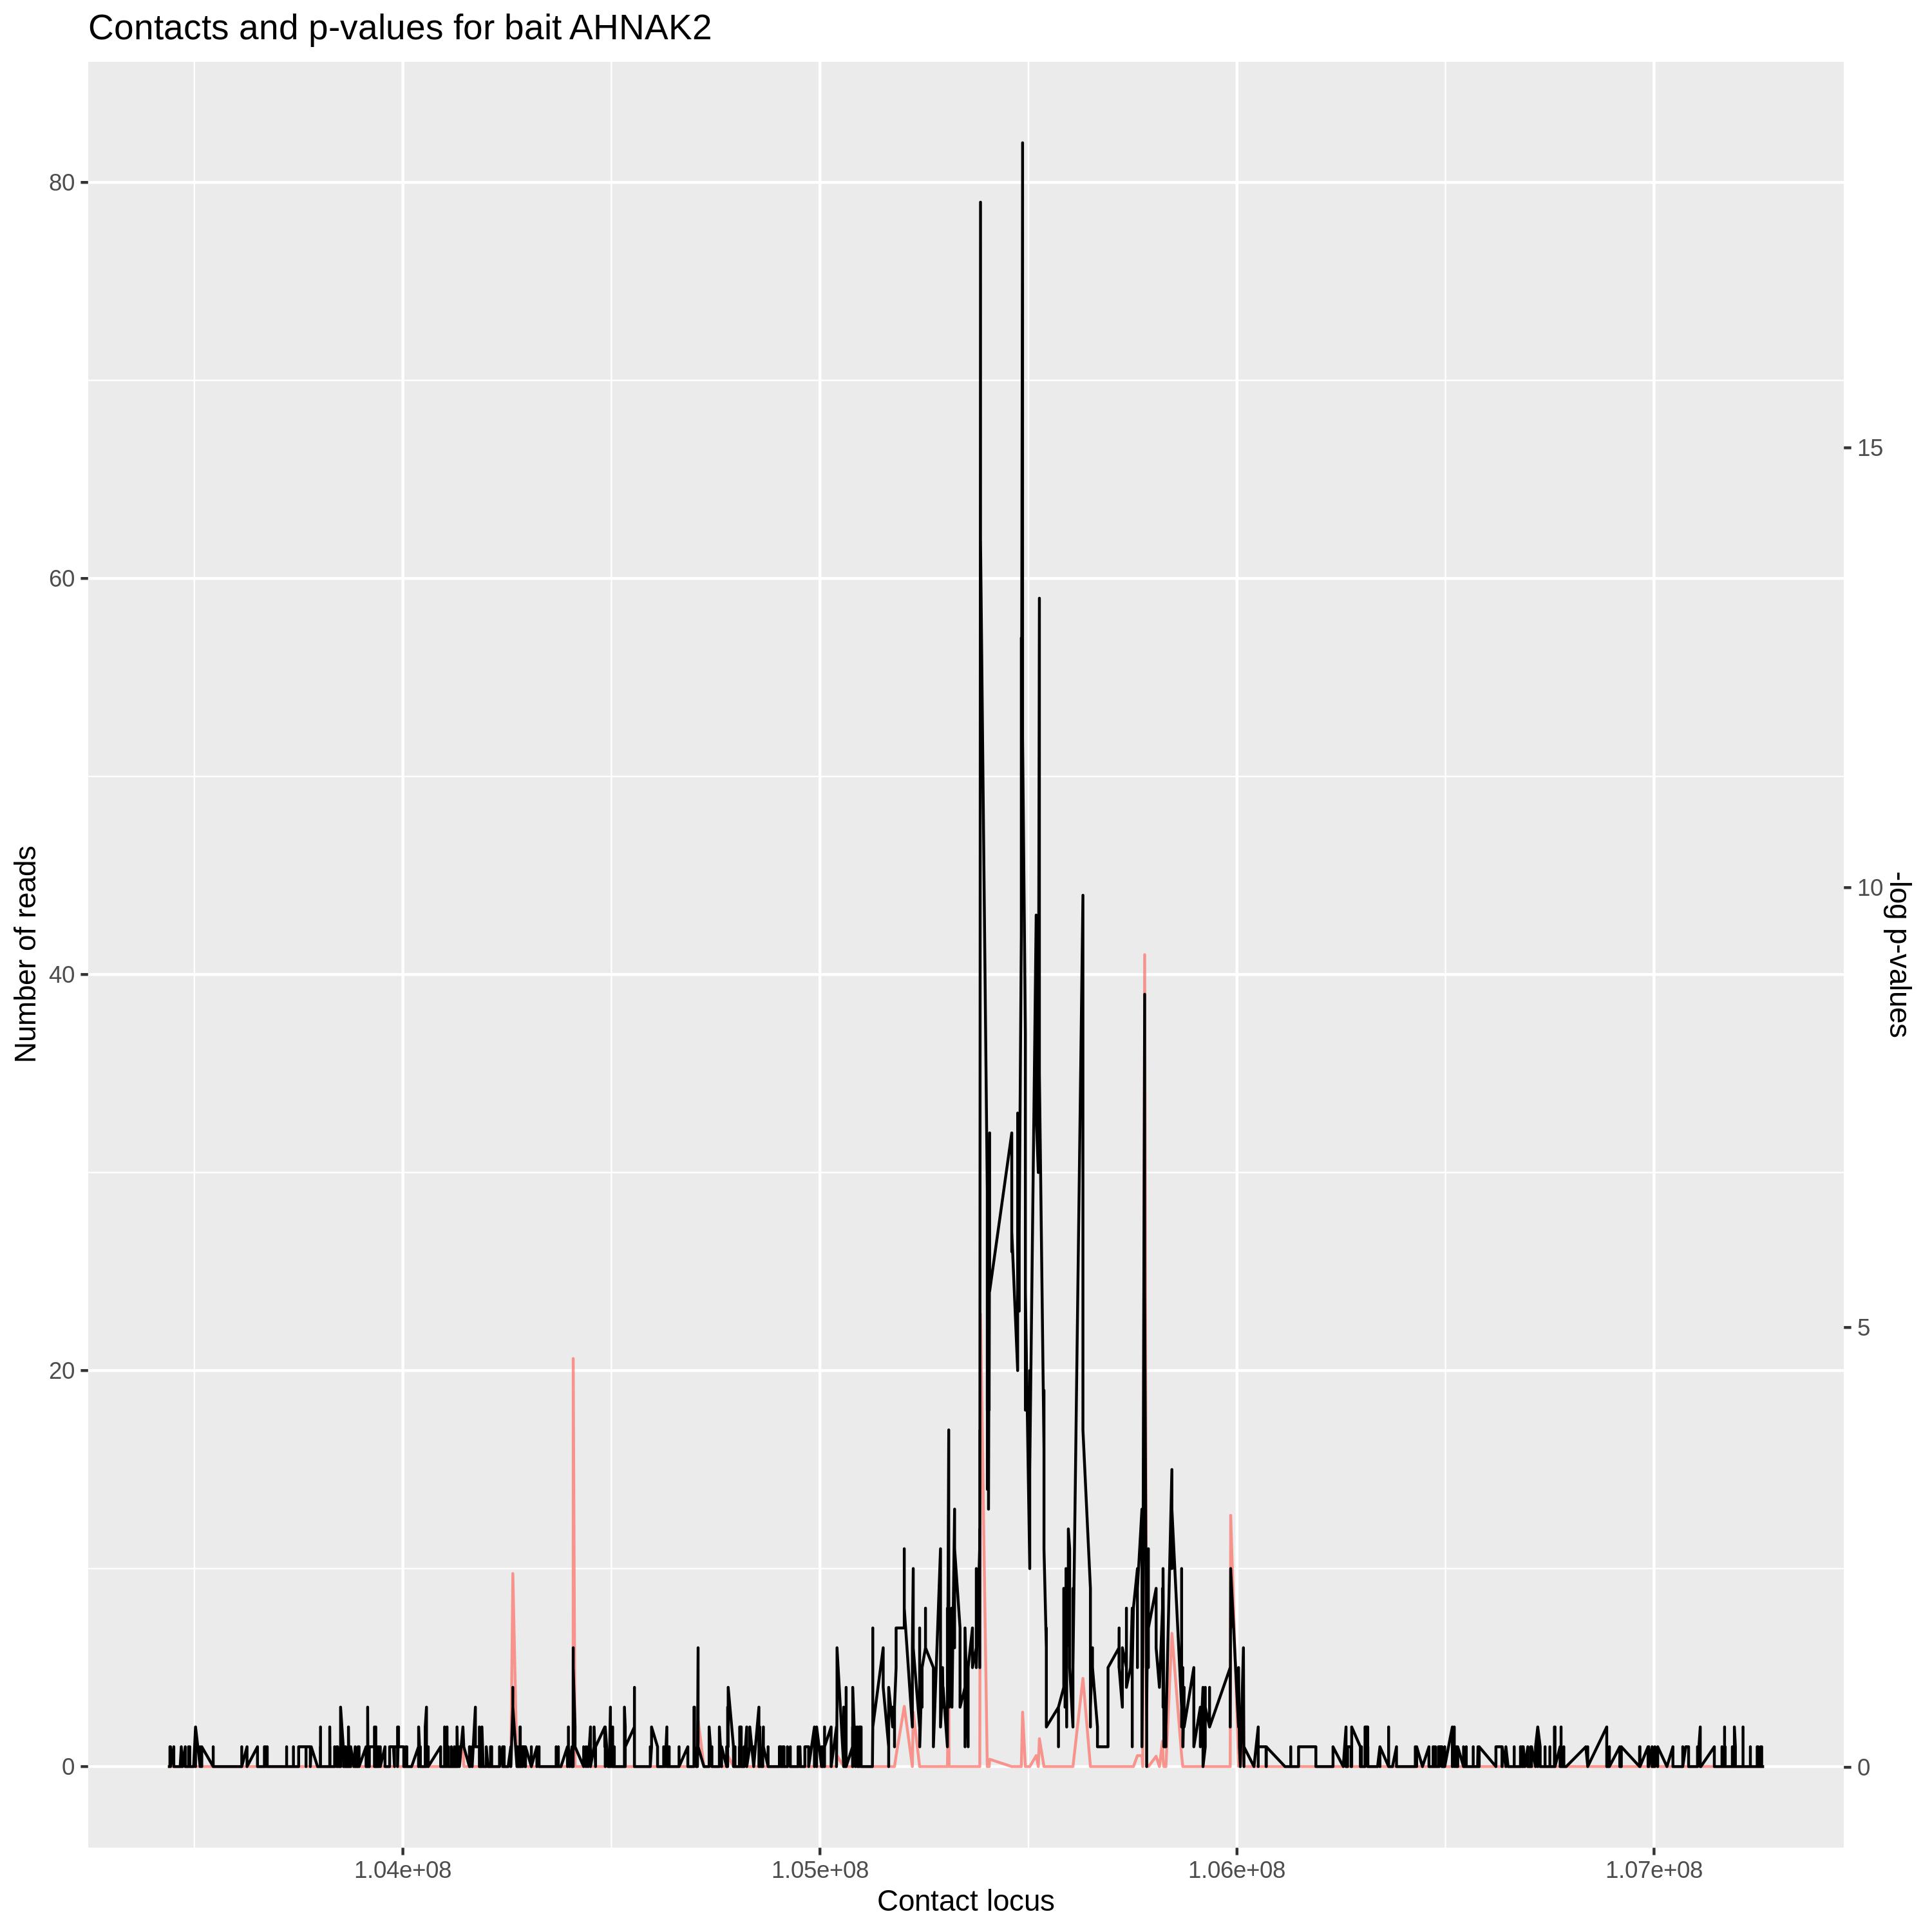 Contacts and p-values for bait AHNAK2
80
60
40
20
0
Number of reads
15
10
5
0
-log p-values
1.04e+08 1.05e+08 1.06e+08 1.07e+08
Contact locus